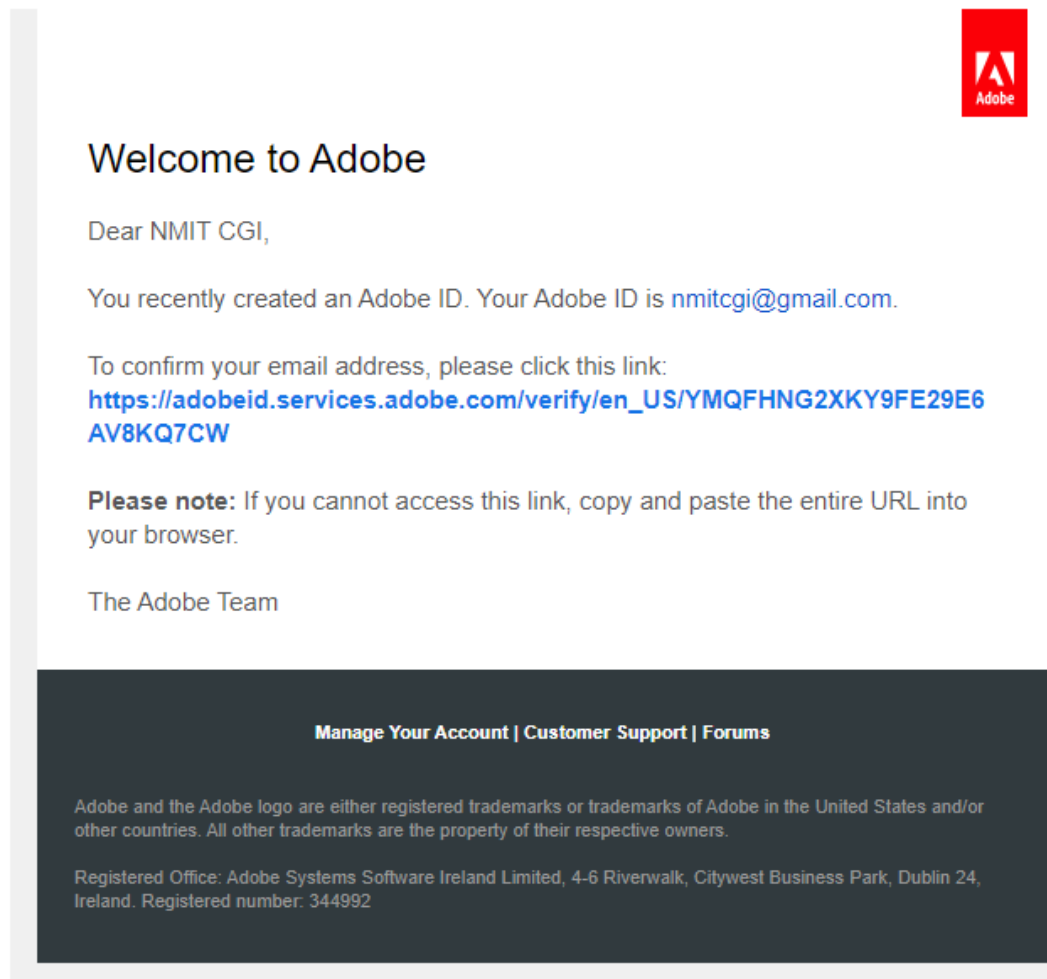 Adobe
Welcome to Adobe
Dear NMIT CGI,
You recently created an Adobe ID. Your Adobe ID is nmitcgi@gmail.com.
To confirm your email address, please click this link:
https://adobeid.services.adobe.com/verify/en_US/YMQFHNG2XKY9FE29E6
AV8KQ7CW
Please note: If you cannot access this link, copy and paste the entire URL into
your browser.
The Adobe Team
Manage Your Account | Customer Support | Forums
Adobe and the Adobe logo are either registered trademarks or trademarks of Adobe in the United States and/or
other countries. All other trademarks are the property of their respective owners.
Registered Office: Adobe Systems Software Ireland Limited, 4-6 Riverwalk, Citywest Business Park, Dublin 24,
Ireland. Registered number: 344992